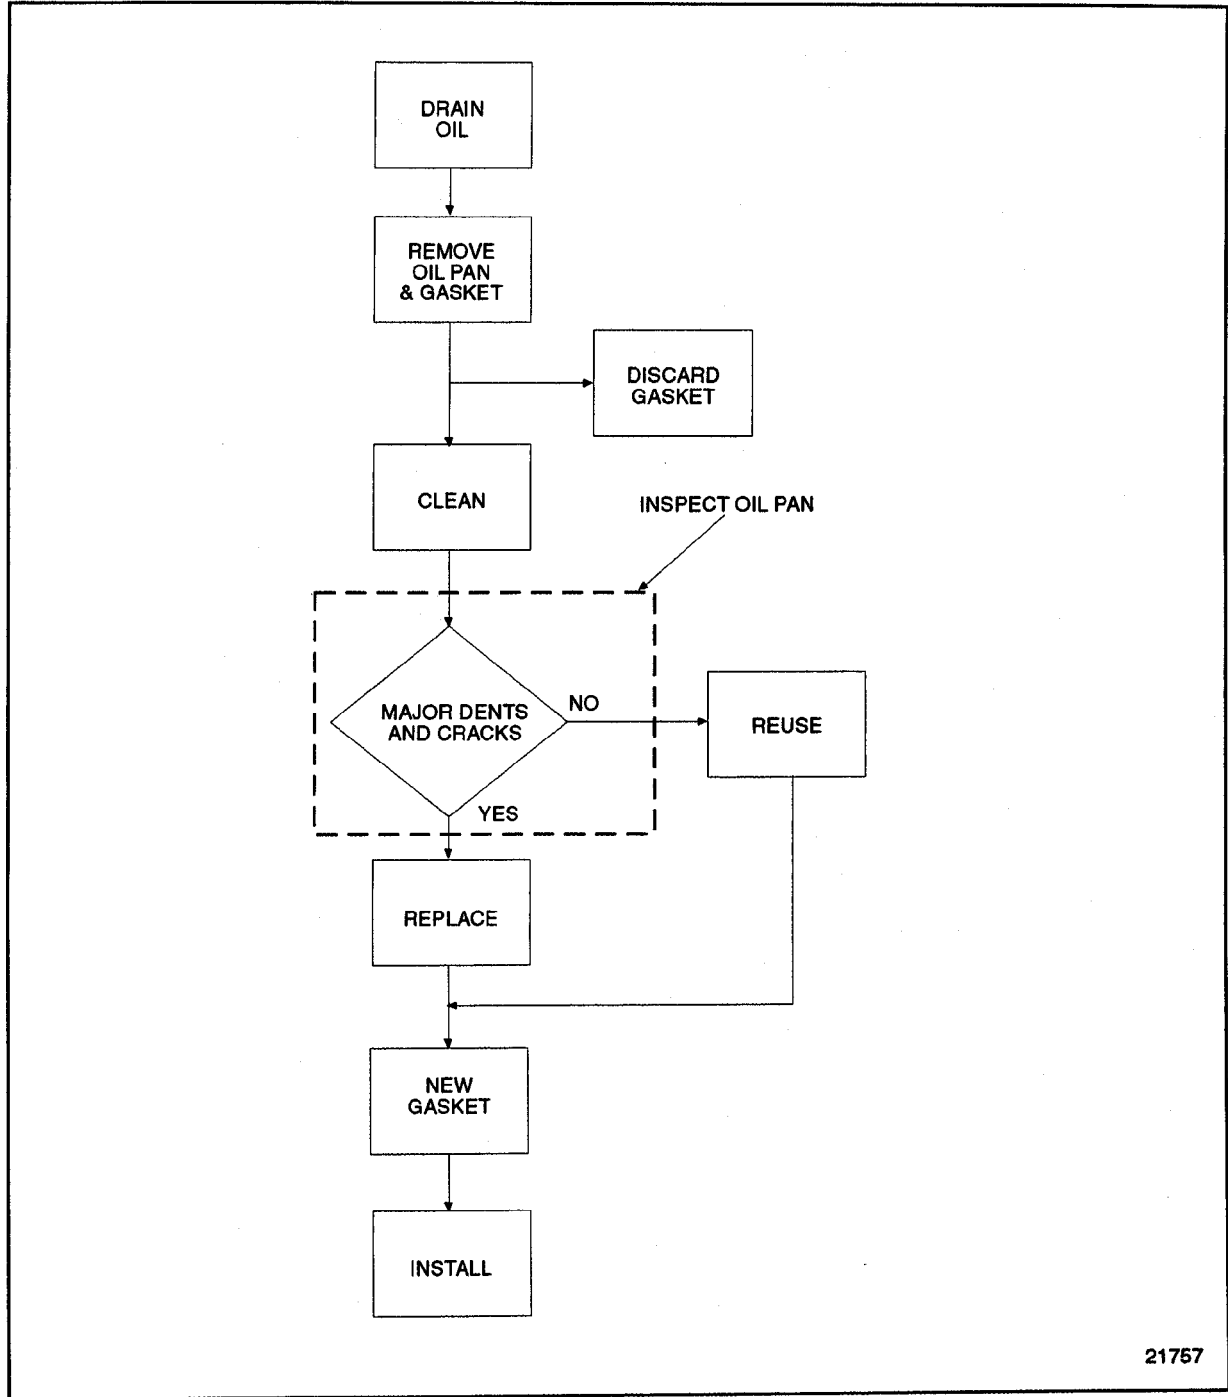 DRAIN
OIL
REMOVE
OIL PAN
& GASKET
DISCARD
GASKET
CLEAN
INSPECT OIL PAN
MAJOR DENTS
AND CRACKS
NO
REUSE
YES
REPLACE
NEW
GASKET
INSTALL
21757